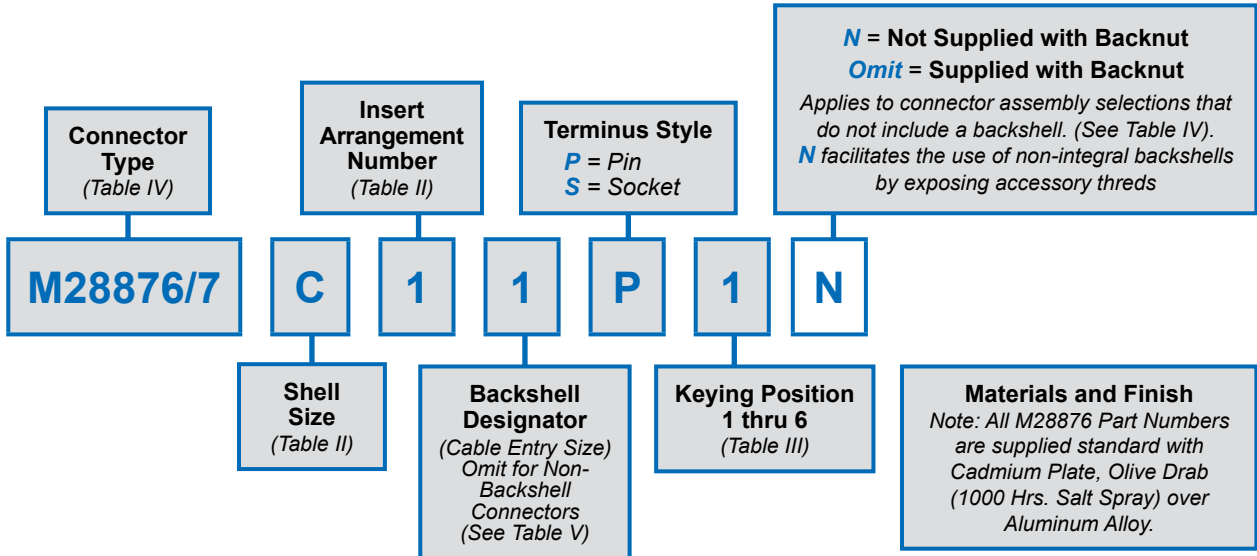 N = Not Supplied with Backnut
Omit = Supplied with Backnut
Applies to connector assembly selections that
do not include a backshell. (See Table IV).
N facilitates the use of non-integral backshells
by exposing accessory threds
Connector
Type
(Table IV)
Insert
Arrangement
Number
(Table II)
Terminus Style
P = Pin
S = Socket
M28876/7 C 1 1 P 1 N
Shell
Size
(Table II)
Backshell
Designator
(Cable Entry Size)
Omit for Non-
Backshell
Connectors
(See Table V)
Keying Position
1 thru 6
(Table III)
Materials and Finish
Note: All M28876 Part Numbers
are supplied standard with
Cadmium Plate, Olive Drab
(1000 Hrs. Salt Spray) over
Aluminum Alloy.